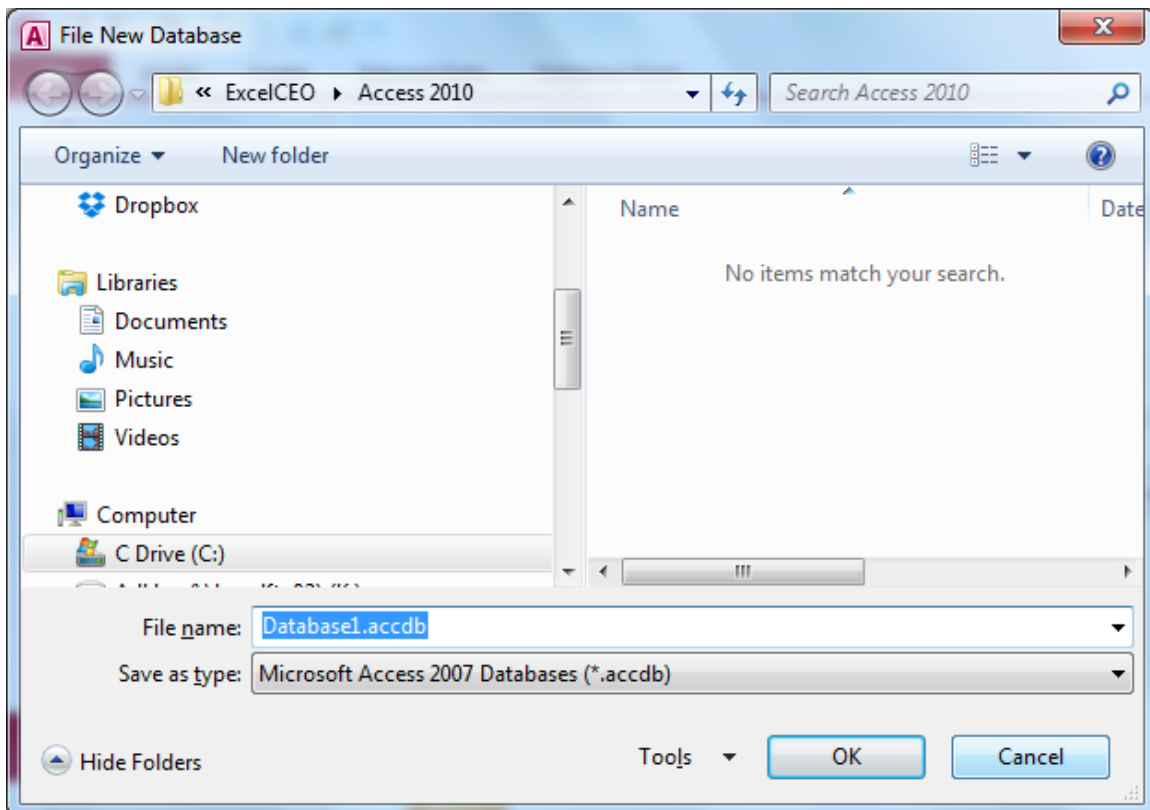 File New Database
« ExcelCEO ▸ Access 2010
Search Access 2010
Organize
New folder
Dropbox
Name
Date
No items match your search.
Libraries
Documents
Music
Pictures
Videos
Computer
C Drive (C:)
File name: Database1.accdb
Save as type: Microsoft Access 2007 Databases (*.accdb)
Hide Folders
Tools
OK
Cancel